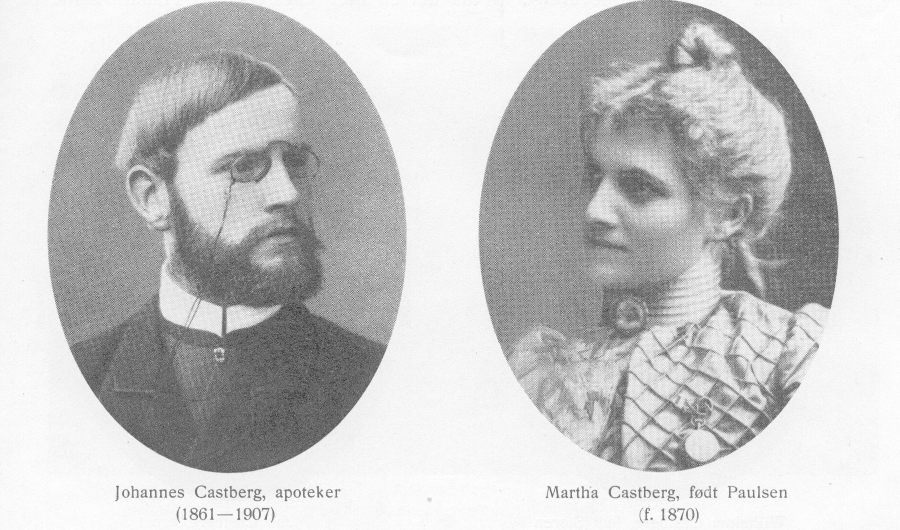 Johannes Castberg, apoteker
(1861—1907)
Martha Castberg, født Paulsen
(f. 1870)